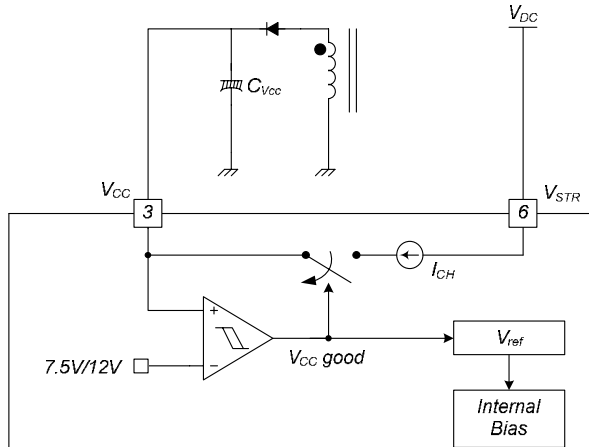 V_DC
C_Vcc
V_CC
3
6
V_STR
I_CH
+
7.5V/12V
−
V_CC good
V_ref
Internal
Bias